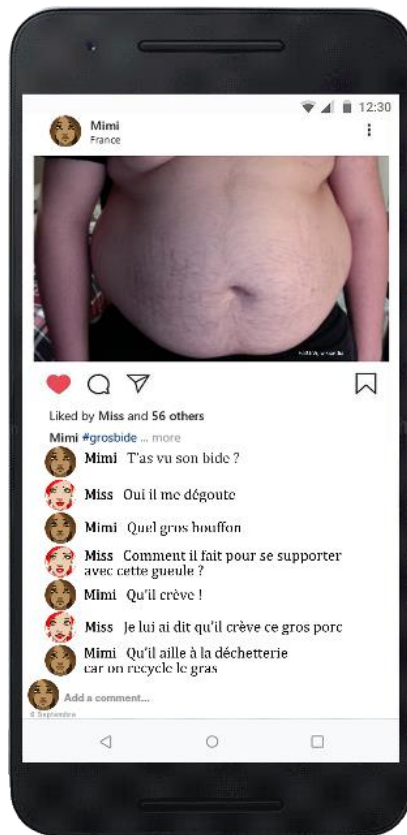 12:30
Mimi
France
Liked by Miss and 56 others
Mimi #grosbide ... more
Mimi T'as vu son bide ?
Miss Oui il me dégoute
Mimi Quel gros bouffon
Miss Comment il fait pour se supporter
avec cette gueule ?
Mimi Qu'il crève !
Miss Je lui ai dit qu'il crève ce gros porc
Mimi Qu'il aille à la déchetterie
car on recycle le gras
Add a comment...
Septembre